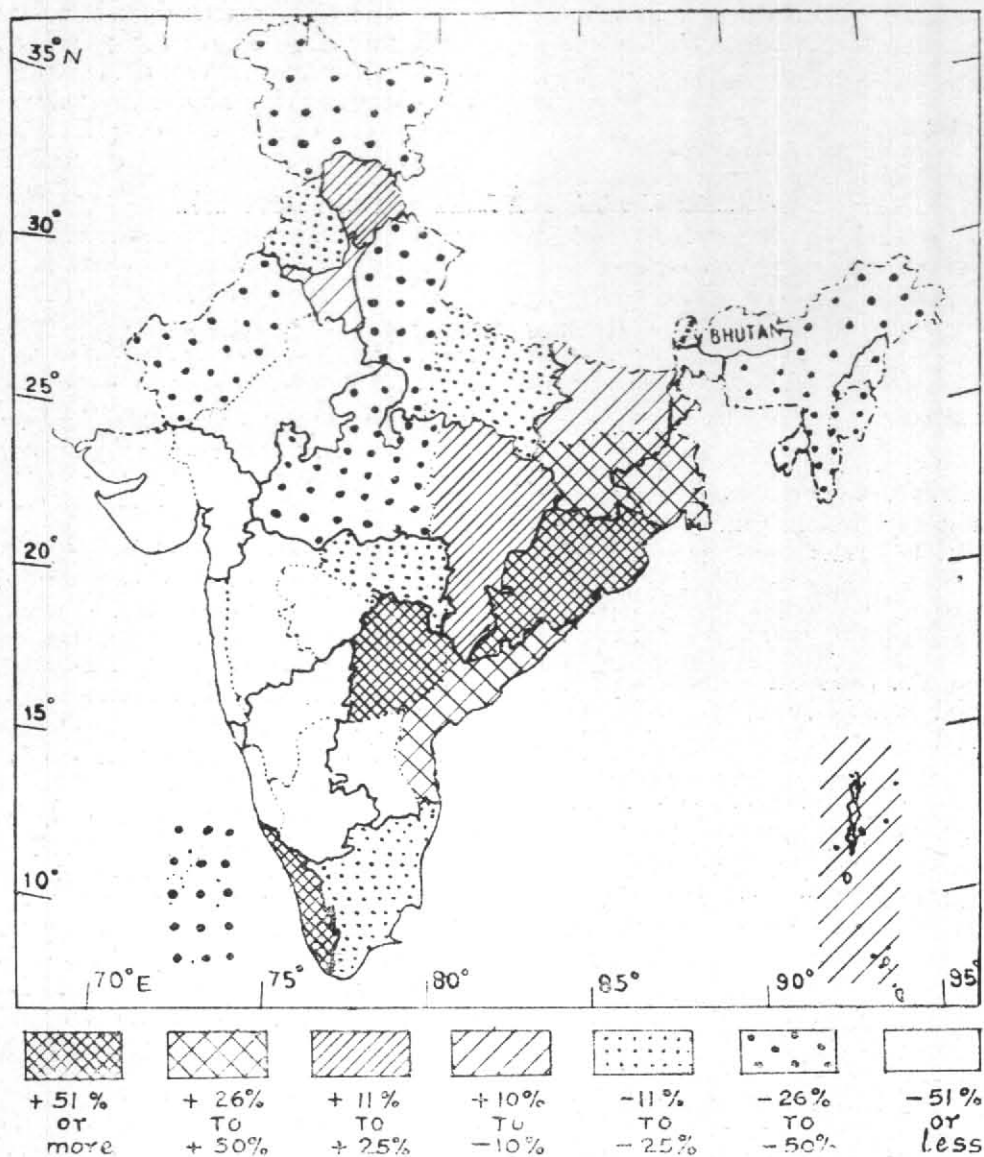 35° N
30°
25°
20°
15°
10°
BHUTAN
70°E 75° 80° 85° 90° 95°
+51% +26% +11% +10% -11% -26% -51%
or TO TO TO TO TO or
more +50% +25% -10% -25% -50% less